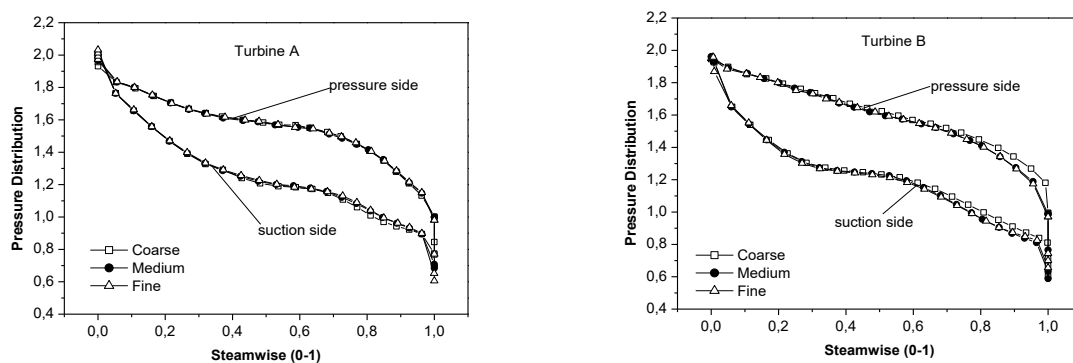 2,2
2,0
1,8
1,6
1,4
1,2
1,0
0,8
0,6
0,4
Pressure Distribution
Turbine A
pressure side
suction side
Coarse
Medium
Fine
0,0 0,2 0,4 0,6 0,8 1,0
Steamwise (0-1)
2,2
2,0
1,8
1,6
1,4
1,2
1,0
0,8
0,6
0,4
Pressure Distribution
Turbine B
pressure side
suction side
Coarse
Medium
Fine
0,0 0,2 0,4 0,6 0,8 1,0
Steamwise (0-1)